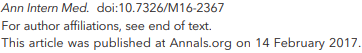 Ann Intern Med. doi:10.7326/M16-2367
For author affiliations, see end of text.
This article was published at Annals.org on 14 February 2017.